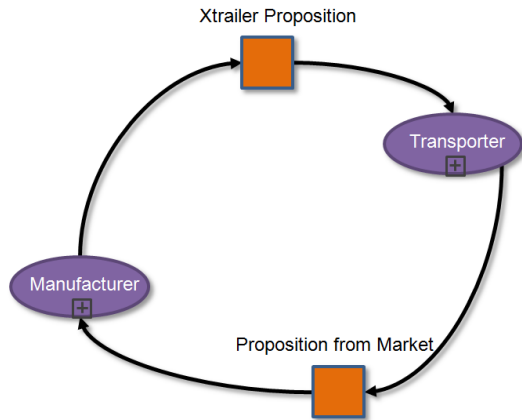 Xtrailer Proposition
Transporter
Manufacturer
Proposition from Market